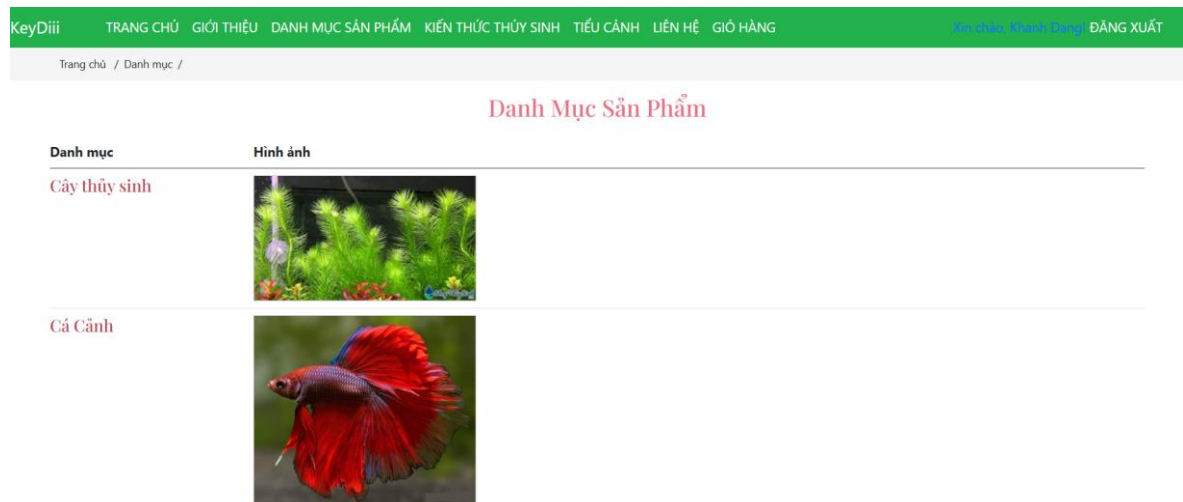 KeyDiii TRANG CHỦ GIỚI THIỆU DANH MỤC SẢN PHẨM KIẾN THỨC THỦY SINH TIỂU CẢNH LIÊN HỆ GIỎ HÀNG Xin chào, Khanh Dang! ĐĂNG XUẤT
Trang chủ / Danh mục /
Danh Mục Sản Phẩm
Danh mục Hình ảnh
Cây thủy sinh
Cá Cảnh